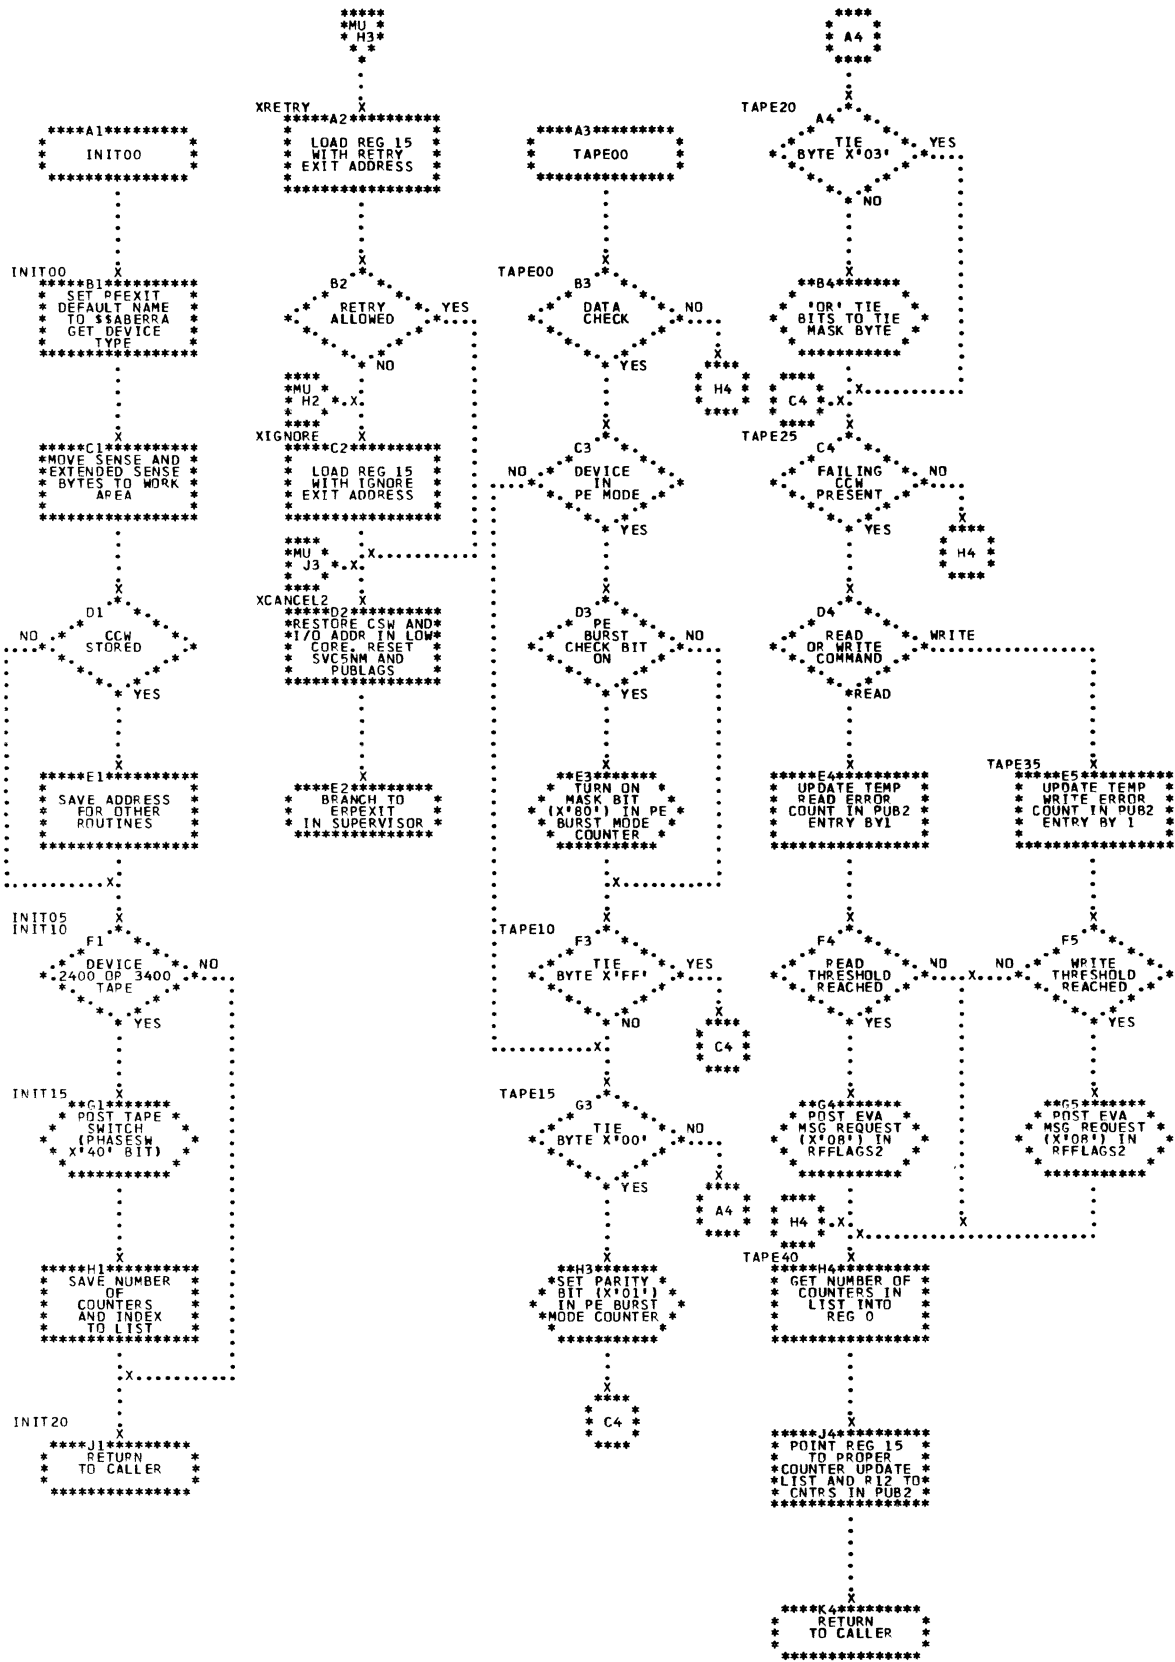 MU
H3
XRETRY
A2
LOAD REG 15
WITH RETRY
EXIT ADDRESS
B2
RETRY
ALLOWED
YES
NO
MU
H2
XIGNORE
C2
LOAD REG 15
WITH IGNORE
EXIT ADDRESS
MU
J3
XCANCEL2
D2
RESTORE CSW AND
I/O ADDR IN LOW
CORE. RESET
SVC5NM AND
PUBLAGS
E2
BRANCH TO
ERPEXIT
IN SUPERVISOR
A1
INIT00
INIT00
B1
SET PFEXIT
DEFAULT NAME
TO $$ABERRA
GET DEVICE
TYPE
C1
MOVE SENSE AND
EXTENDED SENSE
BYTES TO WORK
AREA
D1
CCW
STORED
NO
YES
E1
SAVE ADDRESS
FOR OTHER
ROUTINES
INIT05
INIT10
F1
DEVICE
2400 OP 3400
TAPE
NO
YES
INIT15
G1
POST TAPE
SWITCH
(PHASESW
X'40' BIT)
H1
SAVE NUMBER
OF
COUNTERS
AND INDEX
TO LIST
INIT20
J1
RETURN
TO CALLER
A3
TAPE00
TAPE00
B3
DATA
CHECK
NO
YES
H4
C3
DEVICE
IN
PE MODE
NO
YES
D3
PE
BURST
CHECK BIT
ON
NO
YES
E3
TURN ON
MASK BIT
(X'80') IN PE
BURST MODE
COUNTER
TAPE10
F3
TIE
BYTE X'FF'
YES
NO
C4
TAPE15
G3
TIE
BYTE X'00'
NO
YES
A4
H3
SET PARITY
BIT (X'01')
IN PE BURST
MODE COUNTER
C4
A4
TAPE20
A4
TIE
BYTE X'03'
YES
NO
B4
'OR' TIE
BITS TO TIE
MASK BYTE
C4
TAPE25
C4
FAILING
CCW
PRESENT
NO
YES
H4
D4
READ
OR WRITE
COMMAND
WRITE
READ
E4
UPDATE TEMP
READ ERROR
COUNT IN PUB2
ENTRY BY1
TAPE35
E5
UPDATE TEMP
WRITE ERROR
COUNT IN PUB2
ENTRY BY 1
F4
READ
THRESHOLD
REACHED
NO
YES
F5
WRITE
THRESHOLD
REACHED
NO
YES
G4
POST EVA
MSG REQUEST
(X'08') IN
RFFLAGS2
G5
POST EVA
MSG REQUEST
(X'08') IN
RFFLAGS2
H4
TAPE40
H4
GET NUMBER OF
COUNTERS IN
LIST INTO
REG 0
J4
POINT REG 15
TO PROPER
COUNTER UPDATE
LIST AND R12 TO
CNTRS IN PUB2
K4
RETURN
TO CALLER